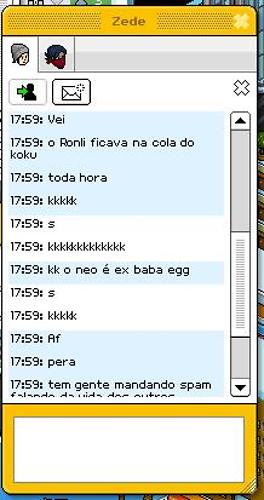 Zede
17:59: Vei
17:59: o Ronli ficava na cola do
koku
17:59: toda hora
17:59: kkkkk
17:59: s
17:59: kkkkkkkkkkkkk
17:59: kk o neo é ex baba egg
17:59: s
17:59: kkkkk
17:59: Af
17:59: pera
17:59: tem gente mandando spam
falando da vida dos outros